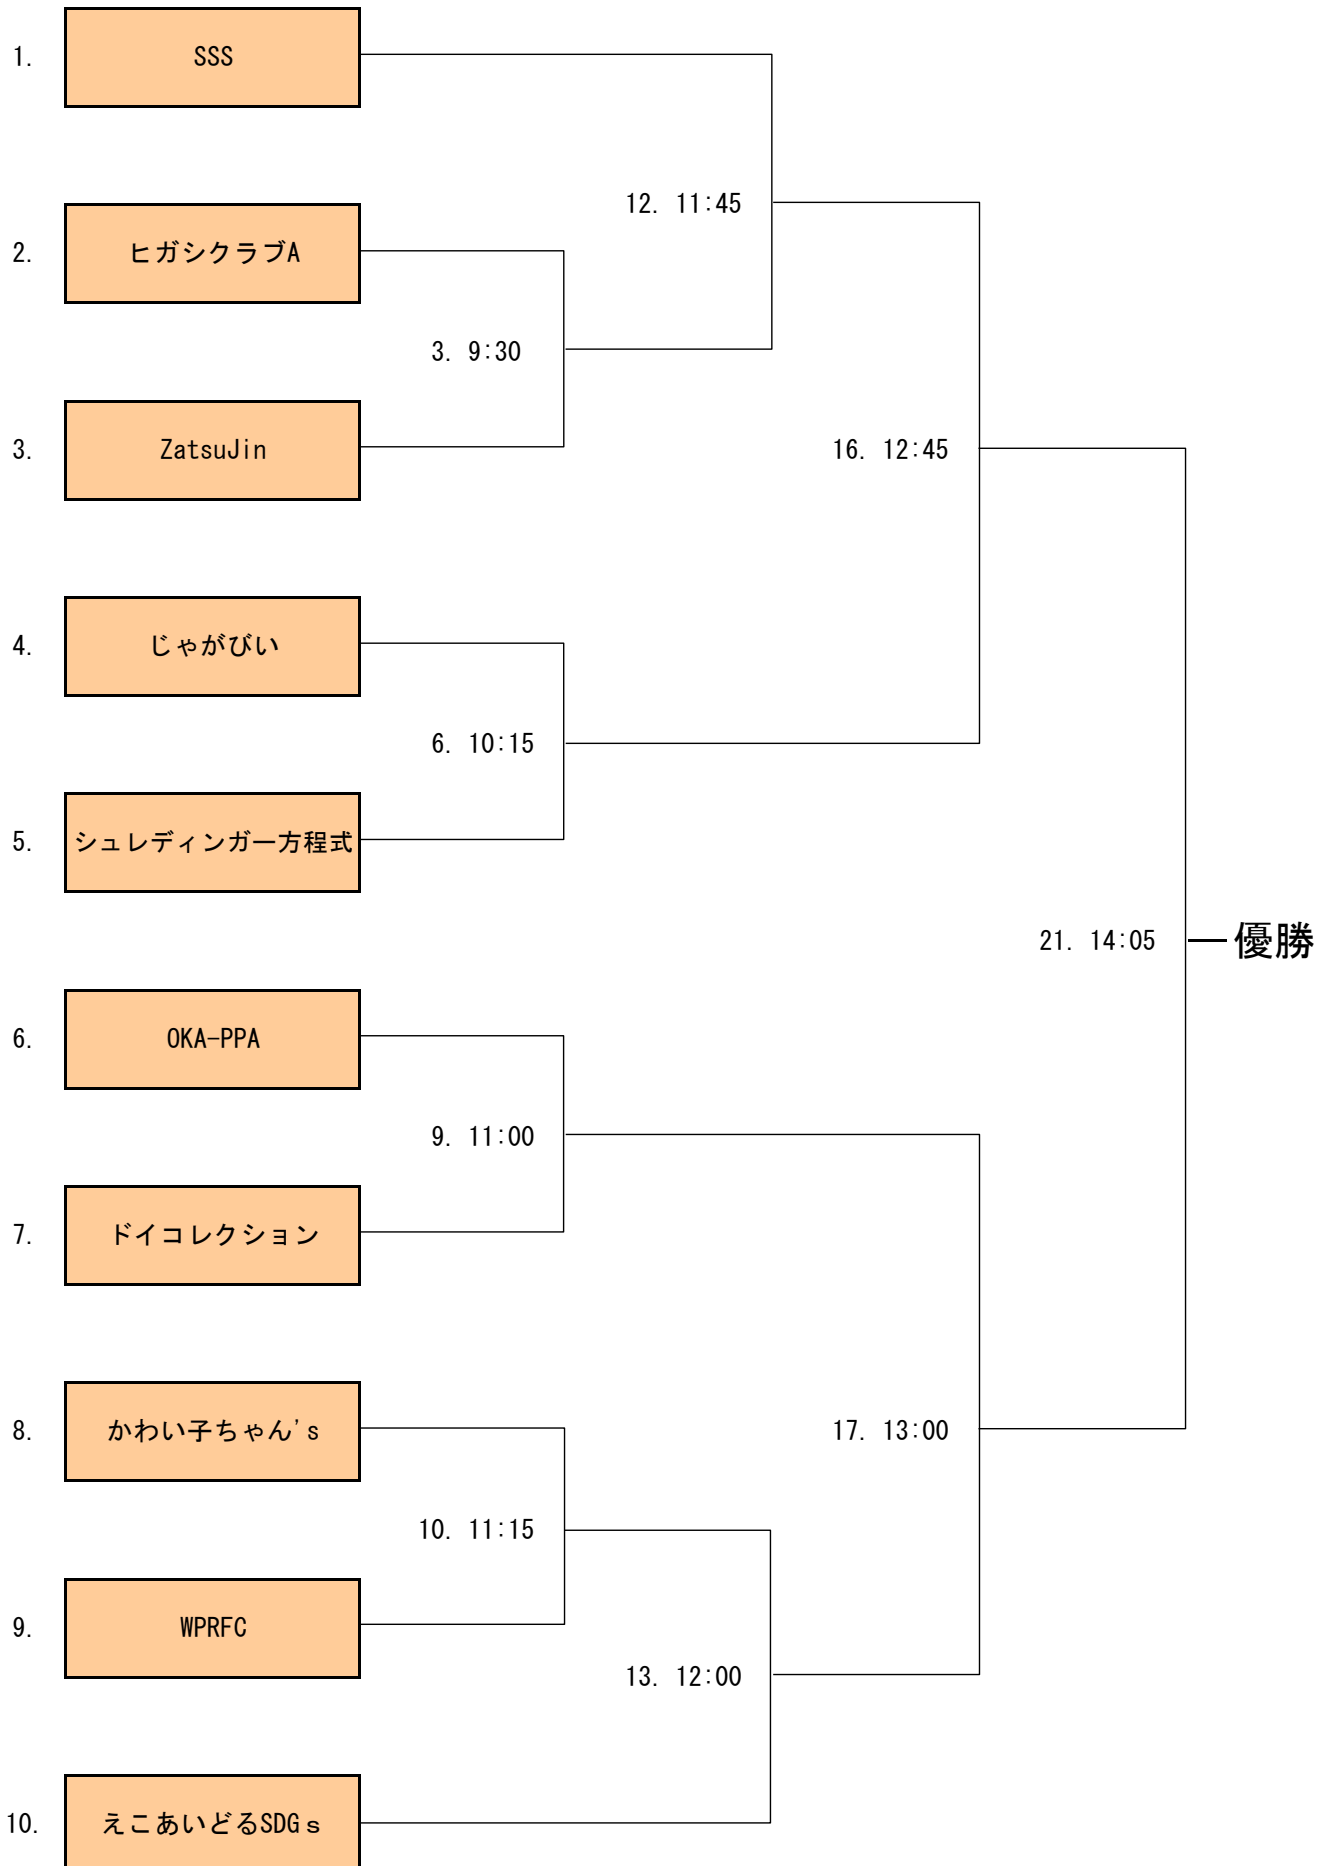 1. SSS
12. 11:45
2. ヒガシクラブA
3. 9:30
3. ZatsuJin
16. 12:45
4. じゃがびい
6. 10:15
5. シュレディンガー方程式
21. 14:05
優勝
6. OKA-PPA
9. 11:00
7. ドイコレクション
8. かわい子ちゃん's
17. 13:00
10. 11:15
9. WPRFC
13. 12:00
10. えこあいどるSDGｓ